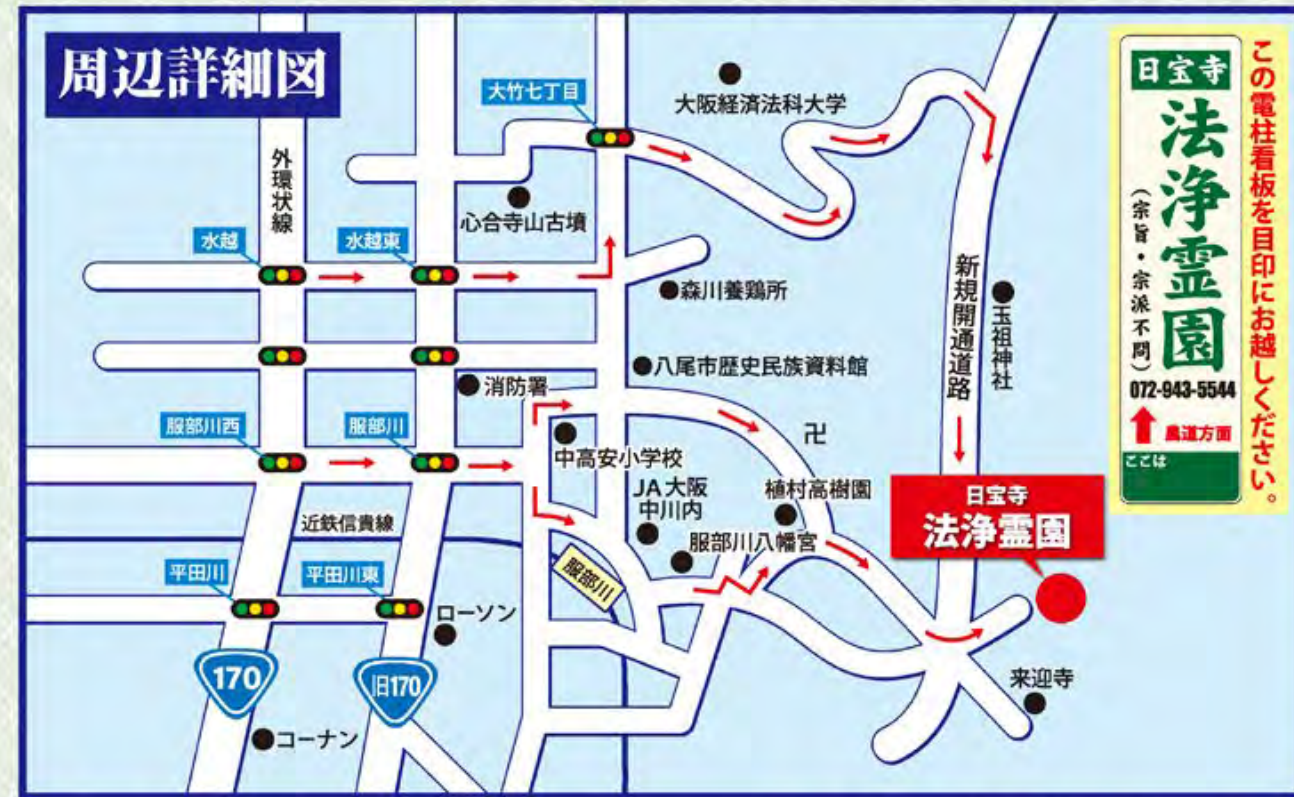 周辺詳細図
大竹七丁目
大阪経済法科大学
外環状線
心合寺山古墳
水越
水越東
森川養鶏所
新規開通道路
玉祖神社
八尾市歴史民族資料館
消防署
服部川西
服部川
中高安小学校
卍
JA大阪
中川内
植村高樹園
服部川八幡宮
近鉄信貴線
服部川
平田川
平田川東
ローソン
170
旧170
コーナン
日宝寺
法浄霊園
来迎寺
この電柱看板を目印にお越しください。
日宝寺
法浄霊園
(宗旨・宗派不問)
072-943-5544
黒道方面
ここは